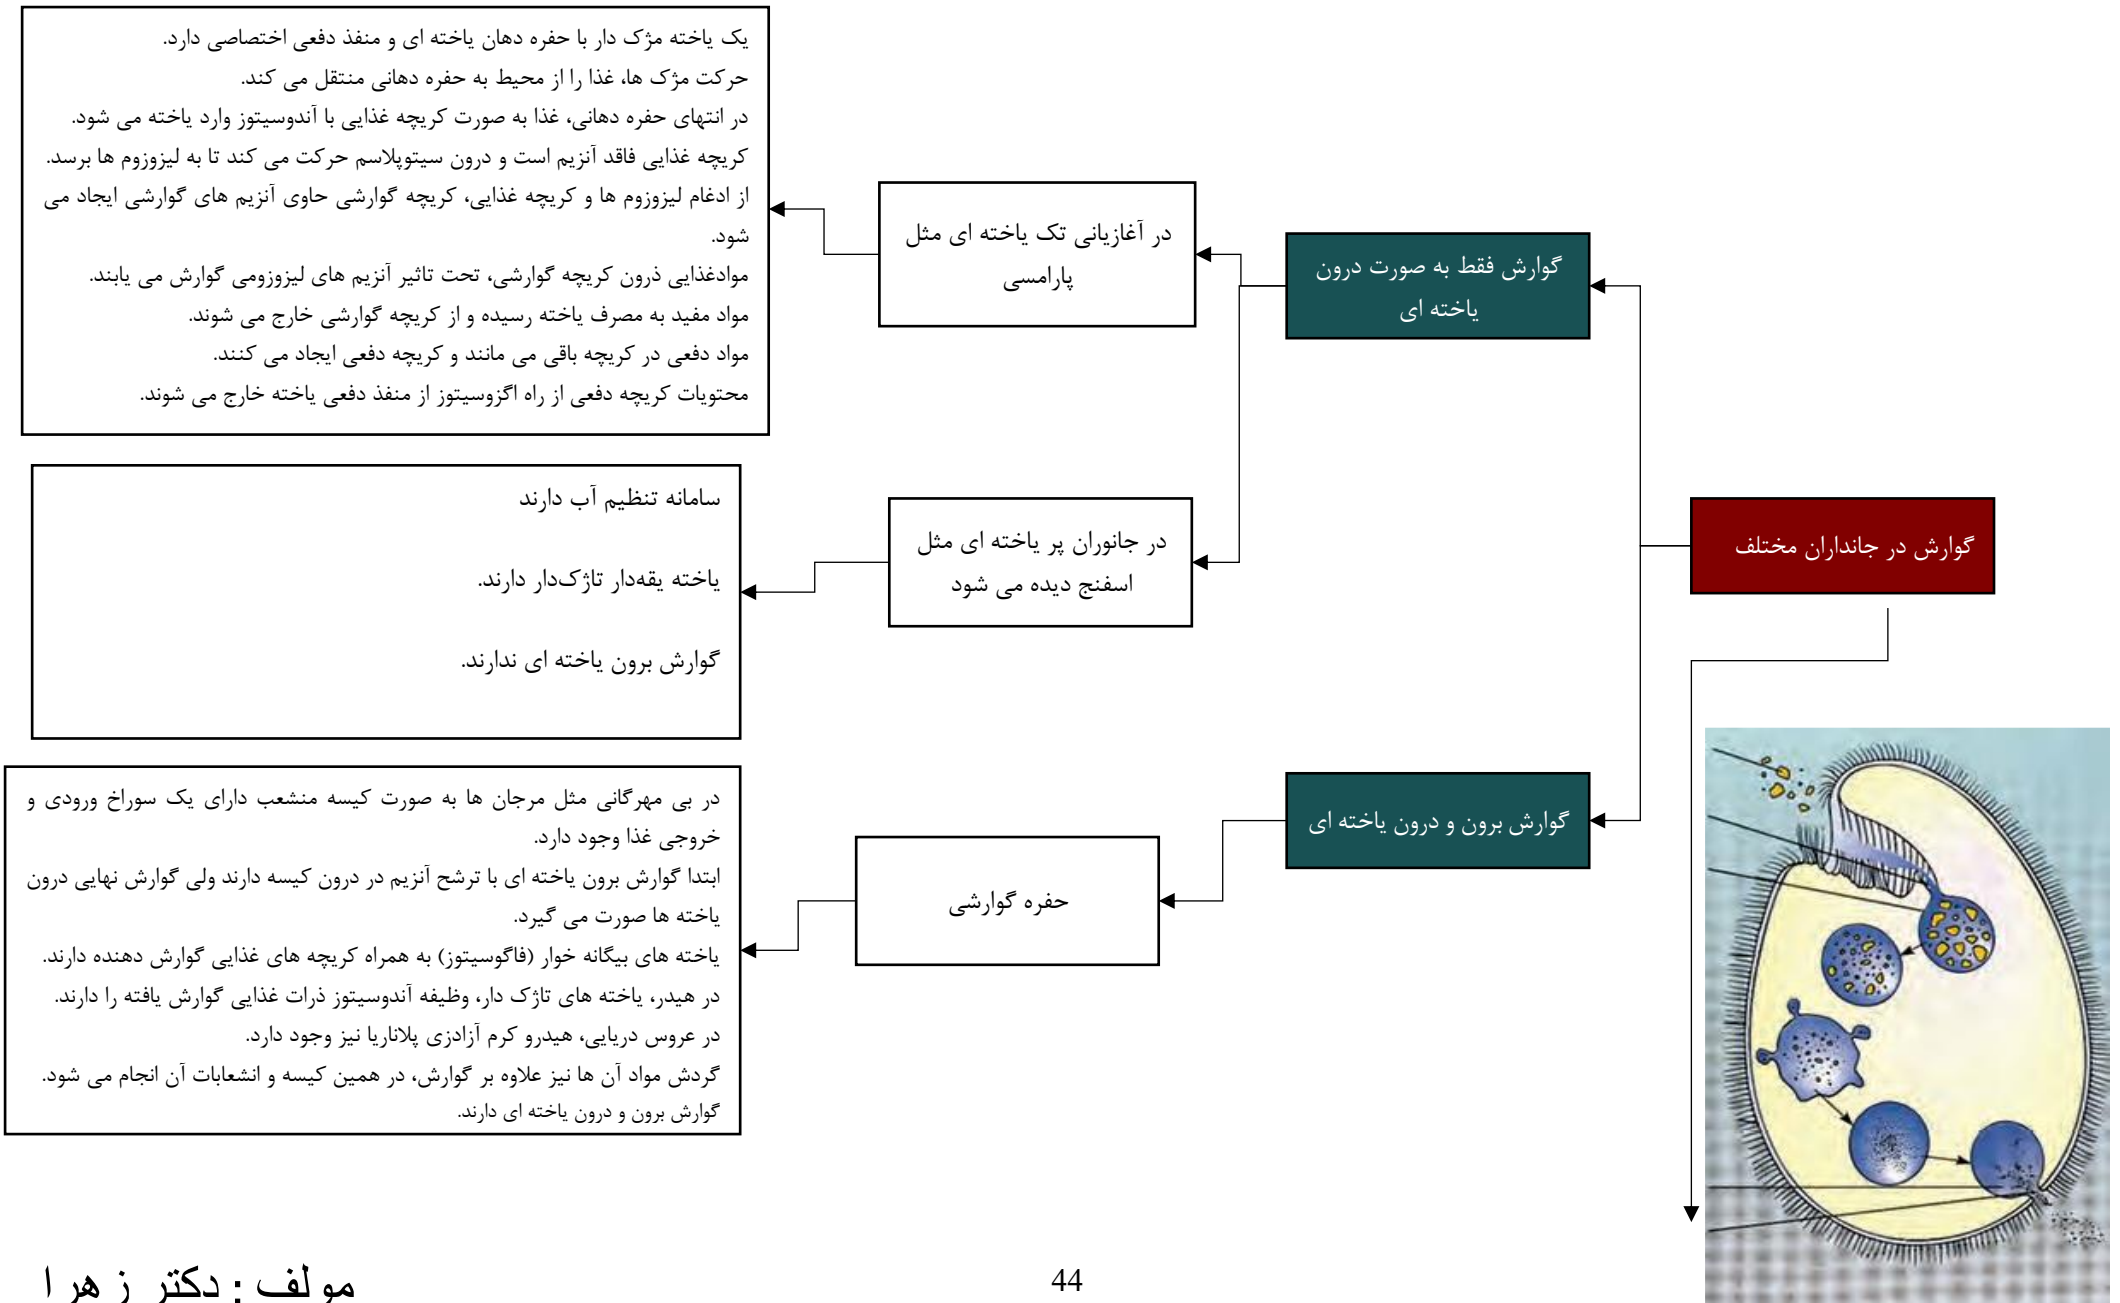 گوارش در جانداران مختلف
گوارش فقط به صورت درون
یاخته ای
در آغازیانی تک یاخته ای مثل
پارامسی
یک یاخته مژک دار با حفره دهان یاخته ای و منفذ دفعی اختصاصی دارد.
حرکت مژک ها، غذا را از محیط به حفره دهانی منتقل می کند.
در انتهای حفره دهانی، غذا به صورت کریچه غذایی با آندوسیتوز وارد یاخته می شود.
کریچه غذایی فاقد آنزیم است و درون سیتوپلاسم حرکت می کند تا به لیزوزوم ها برسد.
از ادغام لیزوزوم ها و کریچه غذایی، کریچه گوارشی حاوی آنزیم های گوارشی ایجاد می
شود.
موادغذایی ذرون کریچه گوارشی، تحت تاثیر آنزیم های لیزوزومی گوارش می یابند.
مواد مفید به مصرف یاخته رسیده و از کریچه گوارشی خارج می شوند.
مواد دفعی در کریچه باقی می مانند و کریچه دفعی ایجاد می کنند.
محتویات کریچه دفعی از راه اگزوسیتوز از منفذ دفعی یاخته خارج می شوند.
در جانوران پر یاخته ای مثل
اسفنج دیده می شود
سامانه تنظیم آب دارند
یاخته یقه‌دار تاژک‌دار دارند.
گوارش برون یاخته ای ندارند.
گوارش برون و درون یاخته ای
حفره گوارشی
در بی مهرگانی مثل مرجان ها به صورت کیسه منشعب دارای یک سوراخ ورودی و
خروجی غذا وجود دارد.
ابتدا گوارش برون یاخته ای با ترشح آنزیم در درون کیسه دارند ولی گوارش نهایی درون
یاخته ها صورت می گیرد.
یاخته های بیگانه خوار (فاگوسیتوز) به همراه کریچه های غذایی گوارش دهنده دارند.
در هیدر، یاخته های تاژک دار، وظیفه آندوسیتوز ذرات غذایی گوارش یافته را دارند.
در عروس دریایی، هیدرو کرم آزادزی پلاناریا نیز وجود دارد.
گردش مواد آن ها نیز علاوه بر گوارش، در همین کیسه و انشعابات آن انجام می شود.
گوارش برون و درون یاخته ای دارند.
44
مولف : دکتر زهرا